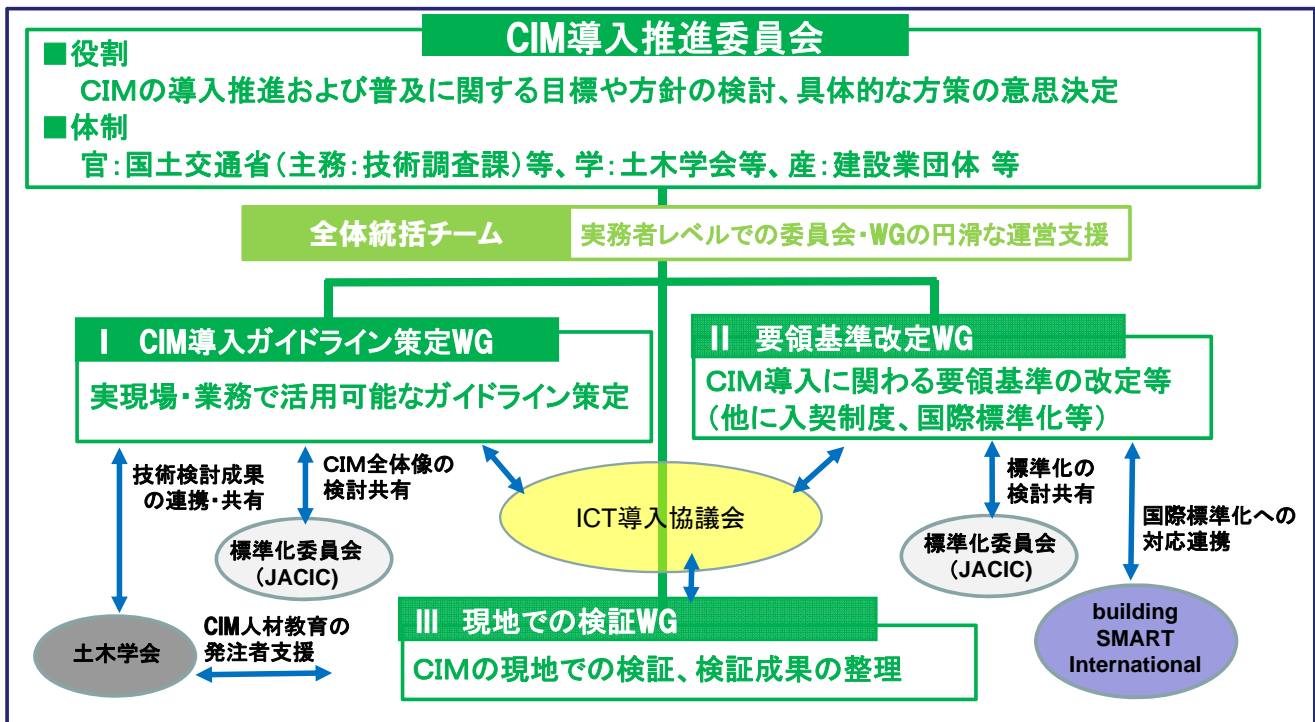 CIM導入推進委員会
■役割
CIMの導入推進および普及に関する目標や方針の検討、具体的な方策の意思決定
■体制
官：国土交通省（主務：技術調査課）等、学：土木学会等、産：建設業団体 等
全体統括チーム
実務者レベルでの委員会・WGの円滑な運営支援
Ⅰ CIM導入ガイドライン策定WG
実現場・業務で活用可能なガイドライン策定
Ⅱ 要領基準改定WG
CIM導入に関わる要領基準の改定等
（他に入契制度、国際標準化等）
技術検討成果
の連携・共有
CIM全体像の
検討共有
標準化の
検討共有
国際標準化への
対応連携
ICT導入協議会
標準化委員会
（JACIC)
標準化委員会
（JACIC)
土木学会
CIM人材教育の
発注者支援
Ⅲ 現地での検証WG
CIMの現地での検証、検証成果の整理
building
SMART
International